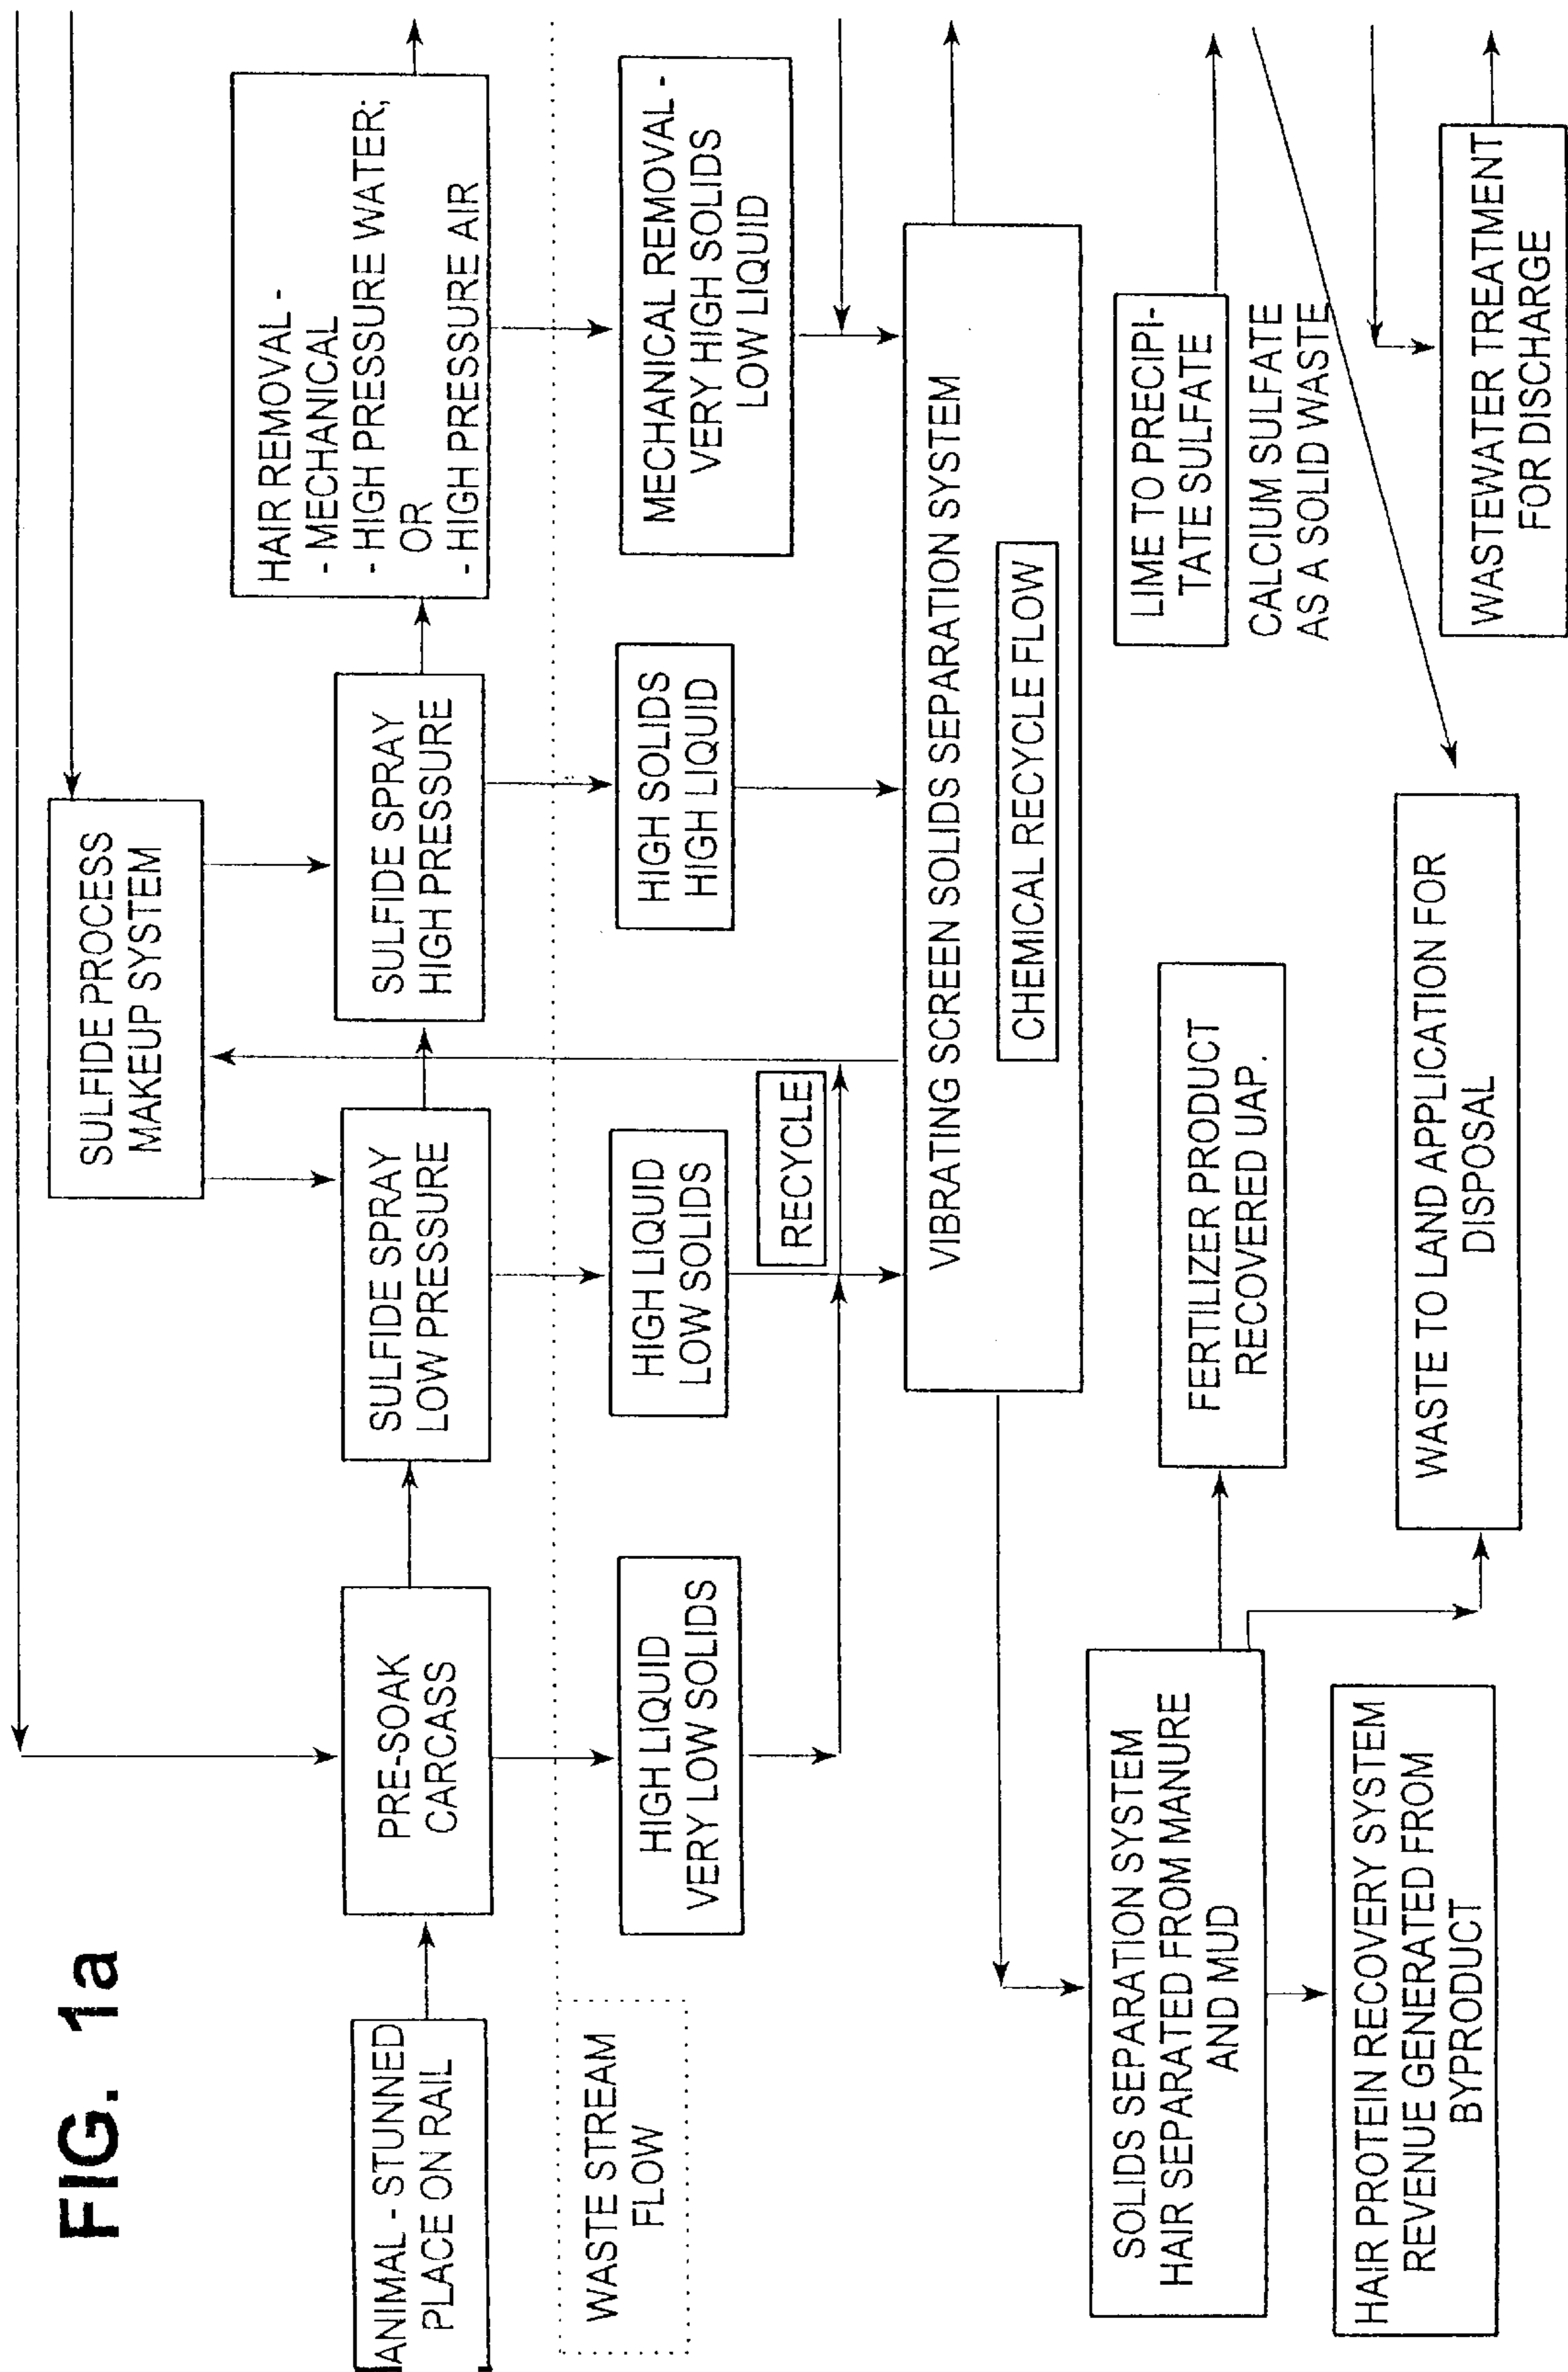 FIG. 1a
SULFIDE PROCESS
MAKEUP SYSTEM
ANIMAL - STUNNED
PLACE ON RAIL
PRE-SOAK
CARCASS
SULFIDE SPRAY
LOW PRESSURE
SULFIDE SPRAY
HIGH PRESSURE
HAIR REMOVAL -
- MECHANICAL
- HIGH PRESSURE WATER;
OR
- HIGH PRESSURE AIR
WASTE STREAM
FLOW
HIGH LIQUID
VERY LOW SOLIDS
HIGH LIQUID
LOW SOLIDS
HIGH SOLIDS
HIGH LIQUID
MECHANICAL REMOVAL -
VERY HIGH SOLIDS
LOW LIQUID
RECYCLE
VIBRATING SCREEN SOLIDS SEPARATION SYSTEM
CHEMICAL RECYCLE FLOW
SOLIDS SEPARATION SYSTEM
HAIR SEPARATED FROM MANURE
AND MUD
FERTILIZER PRODUCT
RECOVERED UAP.
LIME TO PRECIPI-
TATE SULFATE
CALCIUM SULFATE
AS A SOLID WASTE
HAIR PROTEIN RECOVERY SYSTEM
REVENUE GENERATED FROM
BYPRODUCT
WASTE TO LAND APPLICATION FOR
DISPOSAL
WASTEWATER TREATMENT
FOR DISCHARGE